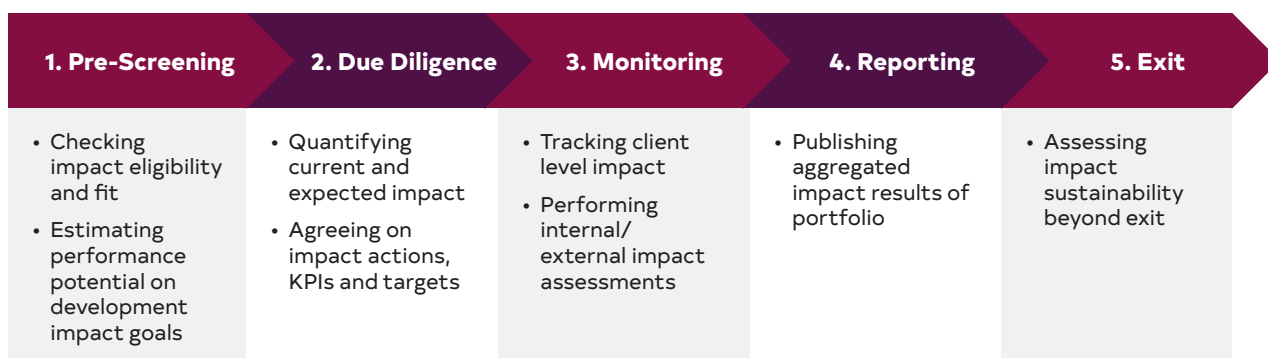 1. Pre-Screening
2. Due Diligence
3. Monitoring
4. Reporting
5. Exit
• Checking
impact eligibility
and fit
• Estimating
performance
potential on
development
impact goals
• Quantifying
current and
expected impact
• Agreeing on
impact actions,
KPIs and targets
• Tracking client
level impact
• Performing
internal/
external impact
assessments
• Publishing
aggregated
impact results of
portfolio
• Assessing
impact
sustainability
beyond exit